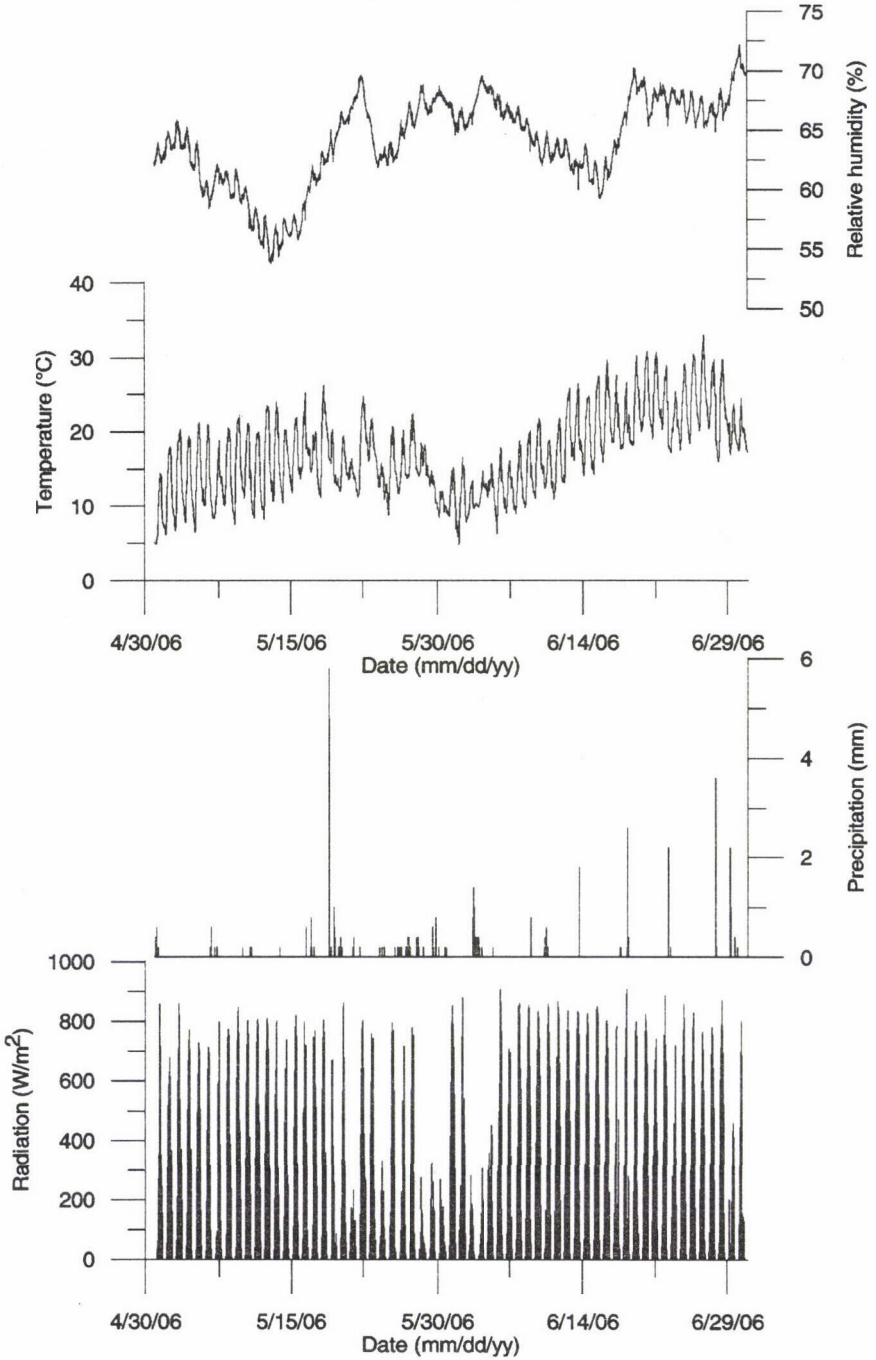 75
70
65
60
55
50
Relative humidity (%)
40
30
20
10
0
Temperature (°C)
4/30/06 5/15/06 5/30/06 6/14/06 6/29/06
Date (mm/dd/yy)
6
4
2
0
Precipitation (mm)
1000
800
600
400
200
0
Radiation (W/m²)
4/30/06 5/15/06 5/30/06 6/14/06 6/29/06
Date (mm/dd/yy)